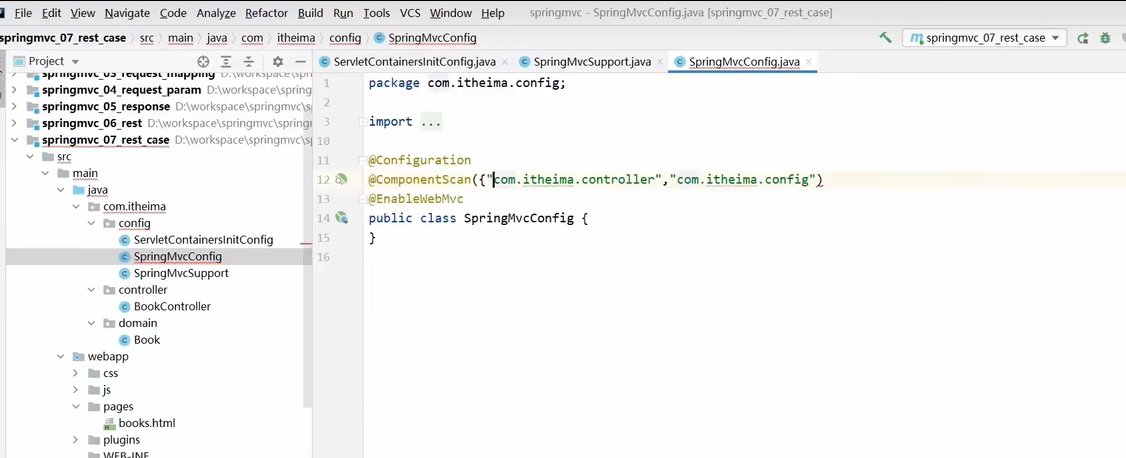 File Edit View Navigate Code Analyze Refactor Build Run Tools VCS Window Help springmvc - SpringMvcConfig.java [springmvc_07_rest_case]
springmvc_07_rest_case src main java com itheima config SpringMvcConfig springmvc_07_rest_case
Project ServletContainersInitConfig.java SpringMvcSupport.java SpringMvcConfig.java
springmvc_03_request_mapping D:\workspace\springmvc\
springmvc_04_request_param D:\workspace\springmvc\
springmvc_05_response D:\workspace\springmvc\sp
springmvc_06_rest D:\workspace\springmvc\spring
springmvc_07_rest_case D:\workspace\springmvc\s
src
main
java
com.itheima
config
ServletContainersInitConfig
SpringMvcConfig
SpringMvcSupport
controller
BookController
domain
Book
webapp
css
js
pages
books.html
plugins
WEB-INF
1 package com.itheima.config;
2
3 import ...
10
11 @Configuration
12 @ComponentScan({"com.itheima.controller","com.itheima.config")
13 @EnableWebMvc
14 public class SpringMvcConfig {
15 }
16